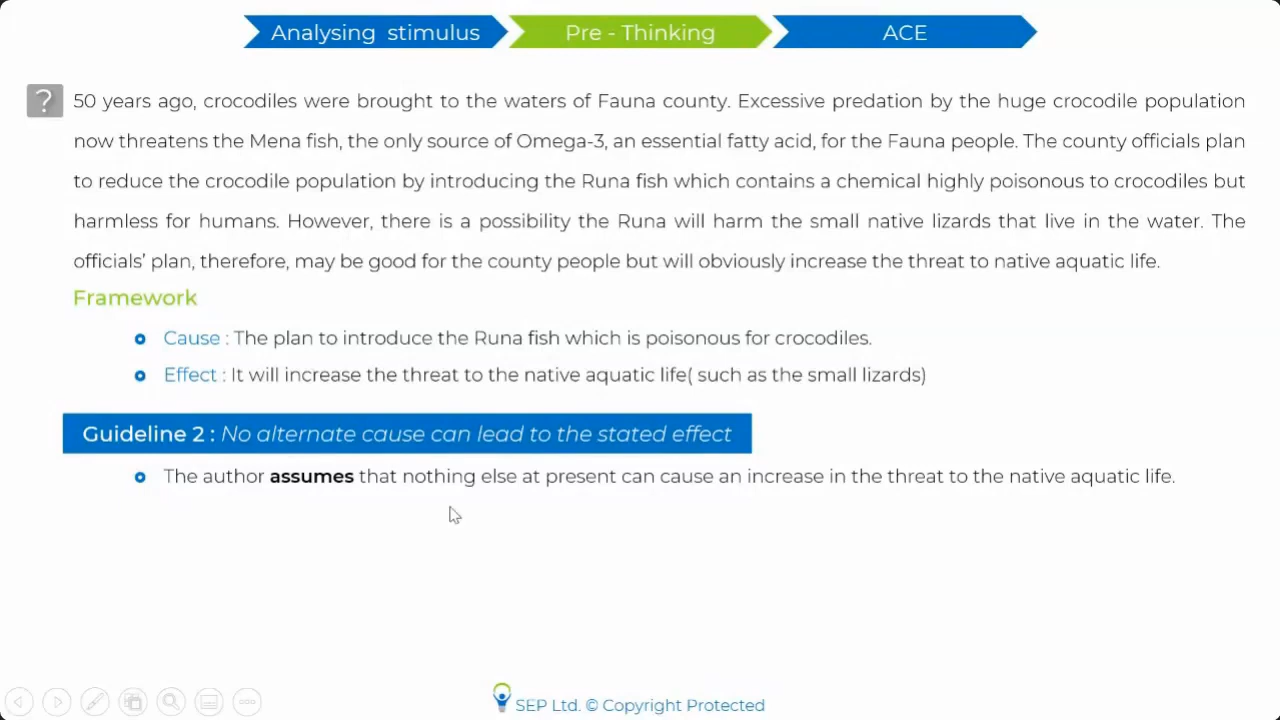 Analysing stimulus
Pre - Thinking
ACE
?
50 years ago, crocodiles were brought to the waters of Fauna county. Excessive predation by the huge crocodile population
now threatens the Mena fish, the only source of Omega-3, an essential fatty acid, for the Fauna people. The county officials plan
to reduce the crocodile population by introducing the Runa fish which contains a chemical highly poisonous to crocodiles but
harmless for humans. However, there is a possibility the Runa will harm the small native lizards that live in the water. The
officials’ plan, therefore, may be good for the county people but will obviously increase the threat to native aquatic life.
Framework
Cause : The plan to introduce the Runa fish which is poisonous for crocodiles.
Effect : It will increase the threat to the native aquatic life( such as the small lizards)
Guideline 2 : No alternate cause can lead to the stated effect
The author assumes that nothing else at present can cause an increase in the threat to the native aquatic life.
SEP Ltd. © Copyright Protected